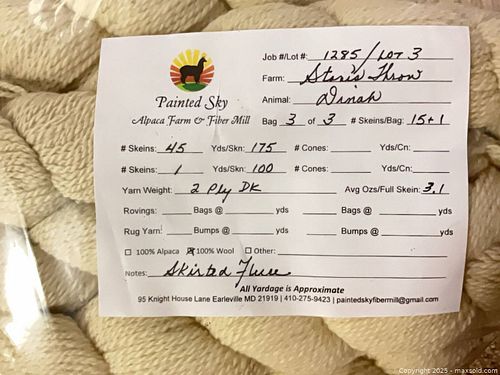 Job #/Lot #: 1285/LOT 3
Painted Sky
Alpaca Farm & Fiber Mill
Farm:
Animal: Dinah
Bag 3 of 3 # Skeins/Bag: 15+1
# Skeins: 45 Yds/Skn: 175 # Cones: Yds/Cn:
# Skeins: 1 Yds/Skn: 100 # Cones: Yds/Cn:
Yarn Weight: 2 Ply DK Avg Ozs/Full Skein: 3.1
Rovings: Bags @ yds Bags @ yds
Rug Yarn: Bumps @ yds Bumps @ yds
100% Alpaca 100% Wool Other:
Notes: Skirted
All Yardage is Approximate
95 Knight House Lane Earleville MD 21919 | 410-275-9423 | paintedskyfibermill@gmail.com
Copyright 2025 - maxsold.com